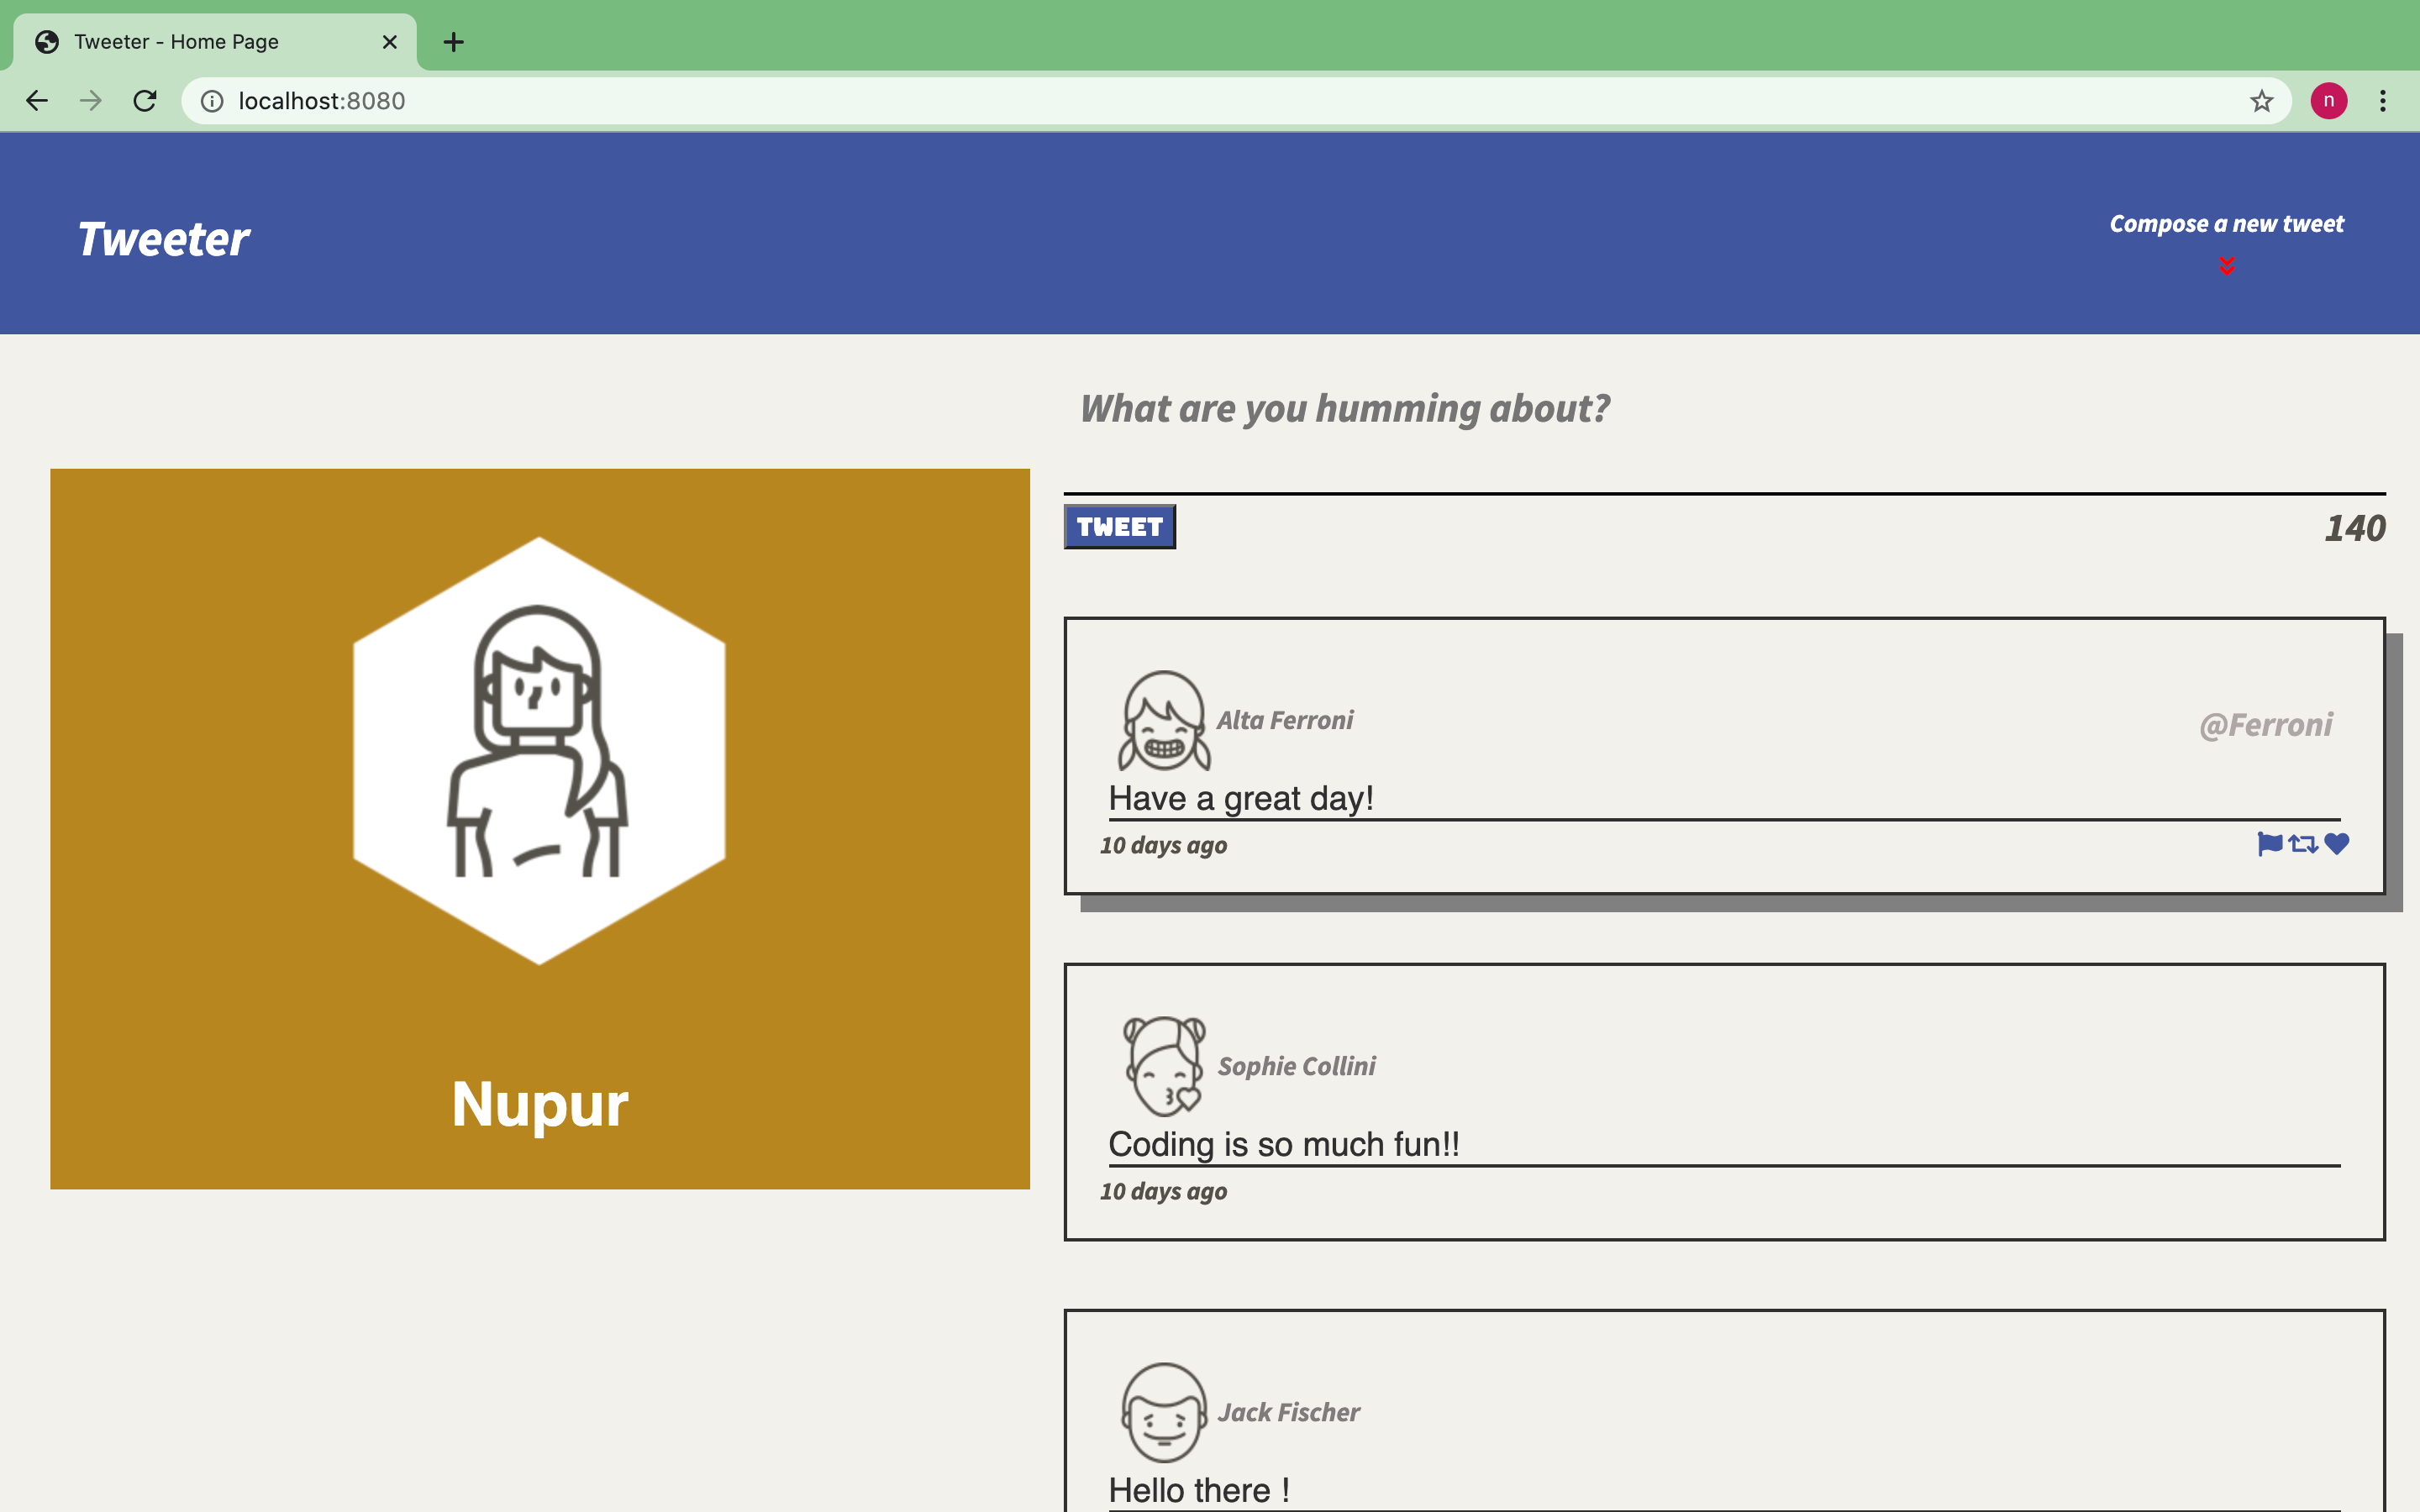 Tweeter - Home Page
localhost:8080
n
Tweeter
Compose a new tweet
What are you humming about?
TWEET
140
Nupur
Alta Ferroni
@Ferroni
Have a great day!
10 days ago
Sophie Collini
Coding is so much fun!!
10 days ago
Jack Fischer
Hello there !